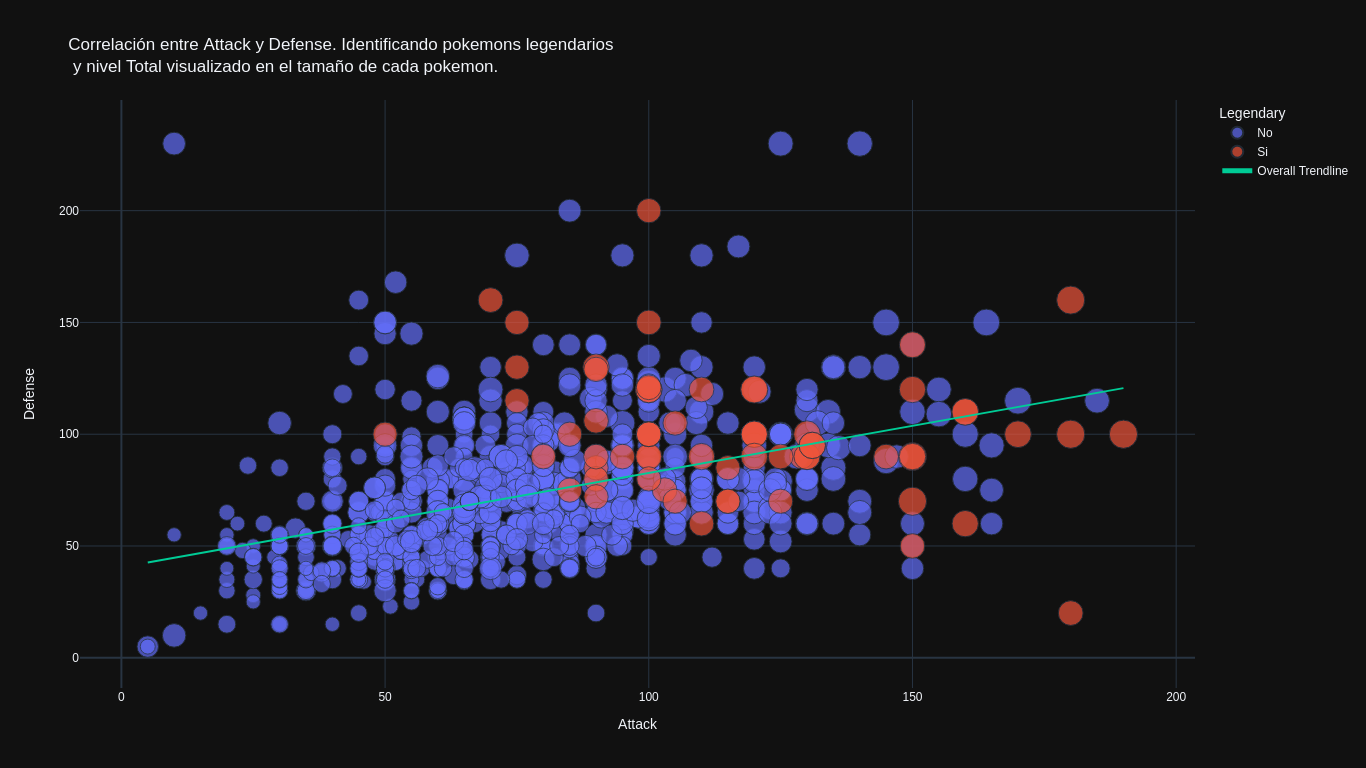 Correlación entre Attack y Defense. Identificando pokemons legendarios
y nivel Total visualizado en el tamaño de cada pokemon.
Legendary
No
Si
Overall Trendline
Defense
200
150
100
50
0
0
50
100
150
200
Attack